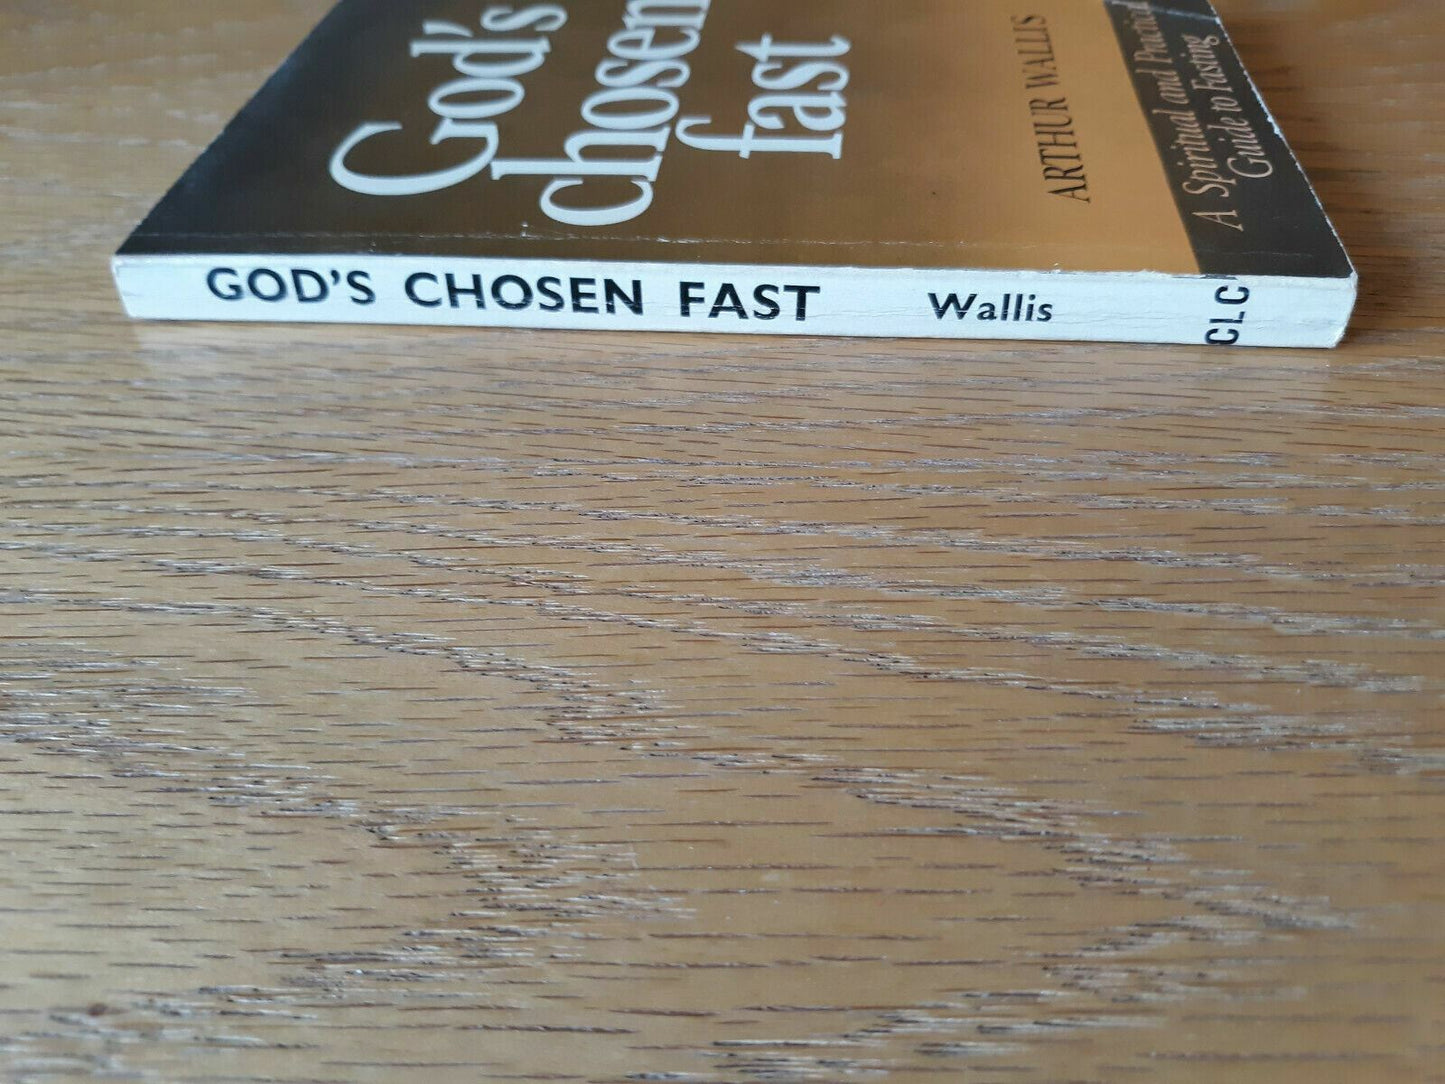 God's
chosen
fast
ARTHUR WALLIS
A Spiritual and Practical
Guide to Fasting
GOD'S CHOSEN FAST Wallis CLC